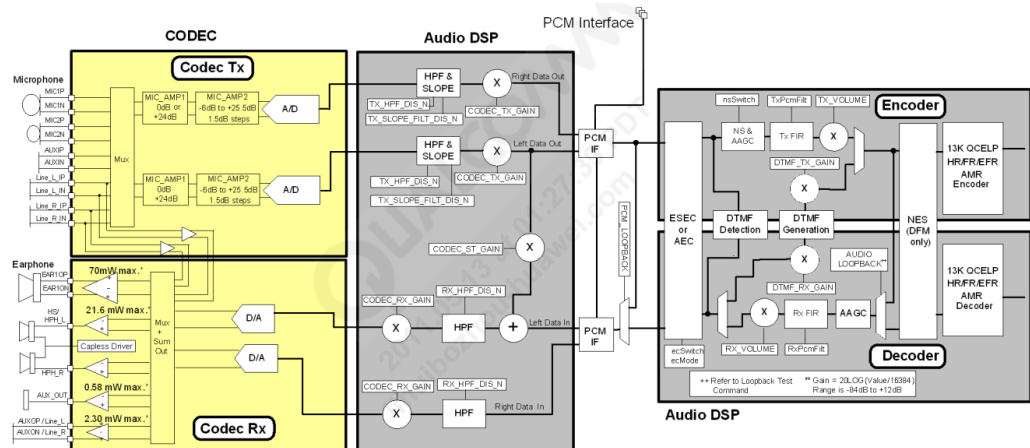 PCM Interface
CODEC
Audio DSP
Codec Tx
Microphone
MIC1P
MIC1N
MIC2P
MIC2N
AUXIP
AUXIN
Line_L_IP
Line_L_IN
Line_R_IP
Line_R_IN
Mux
MIC_AMP1
0dB or
+24dB
MIC_AMP2
-6dB to +25.5dB
1.5dB steps
A/D
MIC_AMP1
0dB or
+24dB
MIC_AMP2
-6dB to +25.5dB
1.5dB steps
A/D
HPF &
SLOPE
X
Right Data Out
TX_HPF_DIS_N
TX_SLOPE_FILT_DIS_N
CODEC_TX_GAIN
HPF &
SLOPE
X
Left Data Out
TX_HPF_DIS_N
TX_SLOPE_FILT_DIS_N
CODEC_TX_GAIN
CODEC_ST_GAIN
X
PCM
IF
PCM_LOOPBACK
Encoder
nsSwitch
TxPcmFilt
TX_VOLUME
NS &
AAGC
Tx FIR
X
DTMF_TX_GAIN
X
13K QCELP
HR/FR/EFR
AMR
Encoder
ESEC
or
AEC
DTMF
Detection
DTMF
Generation
NES
(DFM
only)
X
DTMF_RX_GAIN
AUDIO
LOOPBACK**
13K QCELP
HR/FR/EFR
AMR
Decoder
X
Rx FIR
AAGC
RX_VOLUME
RxPcmFilt
ecSwitch
ecMode
Decoder
++ Refer to Loopback Test
Command
** Gain = 20LOG(Value/16384)
Range is -84dB to +12dB
Audio DSP
Codec Rx
Earphone
EAR1OP
EAR1ON
70mW max.*
HS/
HPH_L
21.6 mW max.*
Capless Driver
HPH_R
0.58 mW max.*
AUX_OUT
2.30 mW max.*
AUXOP / Line_L
AUXON / Line_R
Mux
+
Sum
Out
D/A
D/A
CODEC_RX_GAIN
RX_HPF_DIS_N
X
HPF
+
Left Data In
PCM
IF
CODEC_RX_GAIN
RX_HPF_DIS_N
X
HPF
Right Data In